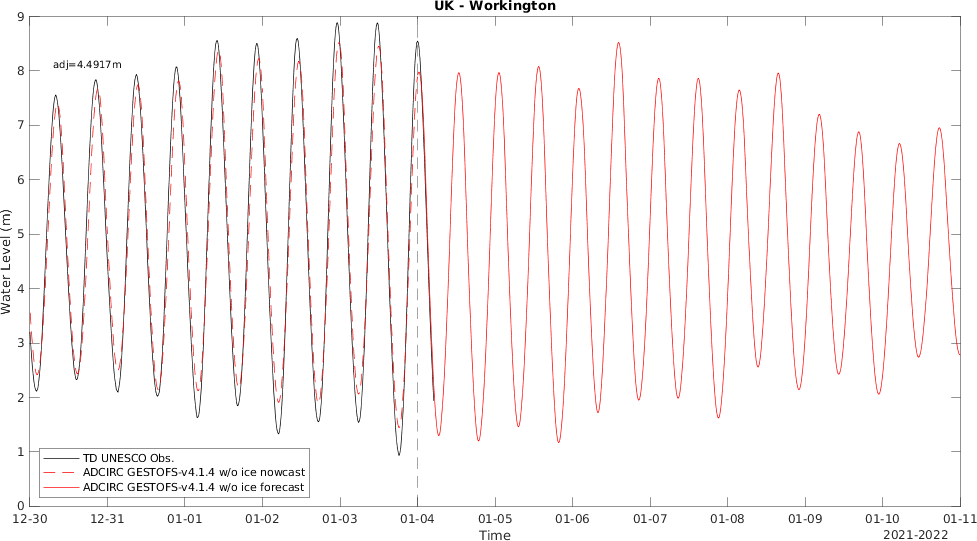 UK - Workington
adj=4.4917m
Water Level (m)
9
8
7
6
5
4
3
2
1
0
TD UNESCO Obs.
ADCIRC GESTOFS-v4.1.4 w/o ice nowcast
ADCIRC GESTOFS-v4.1.4 w/o ice forecast
12-30 12-31 01-01 01-02 01-03 01-04 01-05 01-06 01-07 01-08 01-09 01-10 01-11
Time
2021-2022